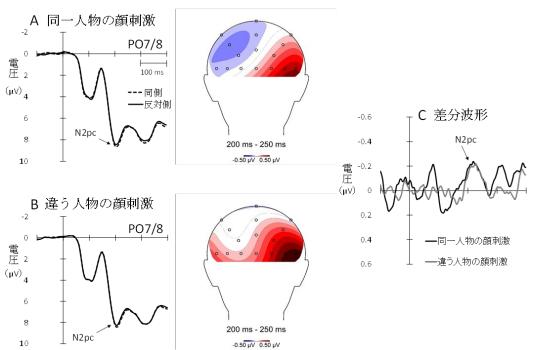 A 同一人物の顔刺激
-2
0
2
4
6
8
10
電圧
(μV)
PO7/8
100 ms
同側
反対側
N2pc
200 ms - 250 ms
-0.50 μV 0.50 μV
B 違う人物の顔刺激
-2
0
2
4
6
8
10
電圧
(μV)
PO7/8
N2pc
200 ms - 250 ms
-0.50 μV 0.50 μV
C 差分波形
-0.6
-0.4
-0.2
0
0.2
0.4
0.6
電圧
(μV)
N2pc
同一人物の顔刺激
違う人物の顔刺激